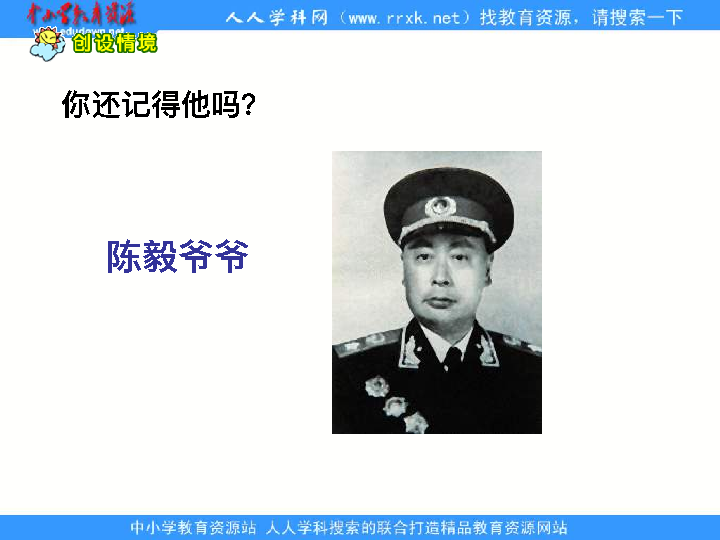 中小学教育资源
人人学科网（www.rrxk.net）找教育资源，请搜索一下
www.edudown.net
创设情境
你还记得他吗?
陈毅爷爷
中小学教育资源站 人人学科搜索的联合打造精品教育资源网站